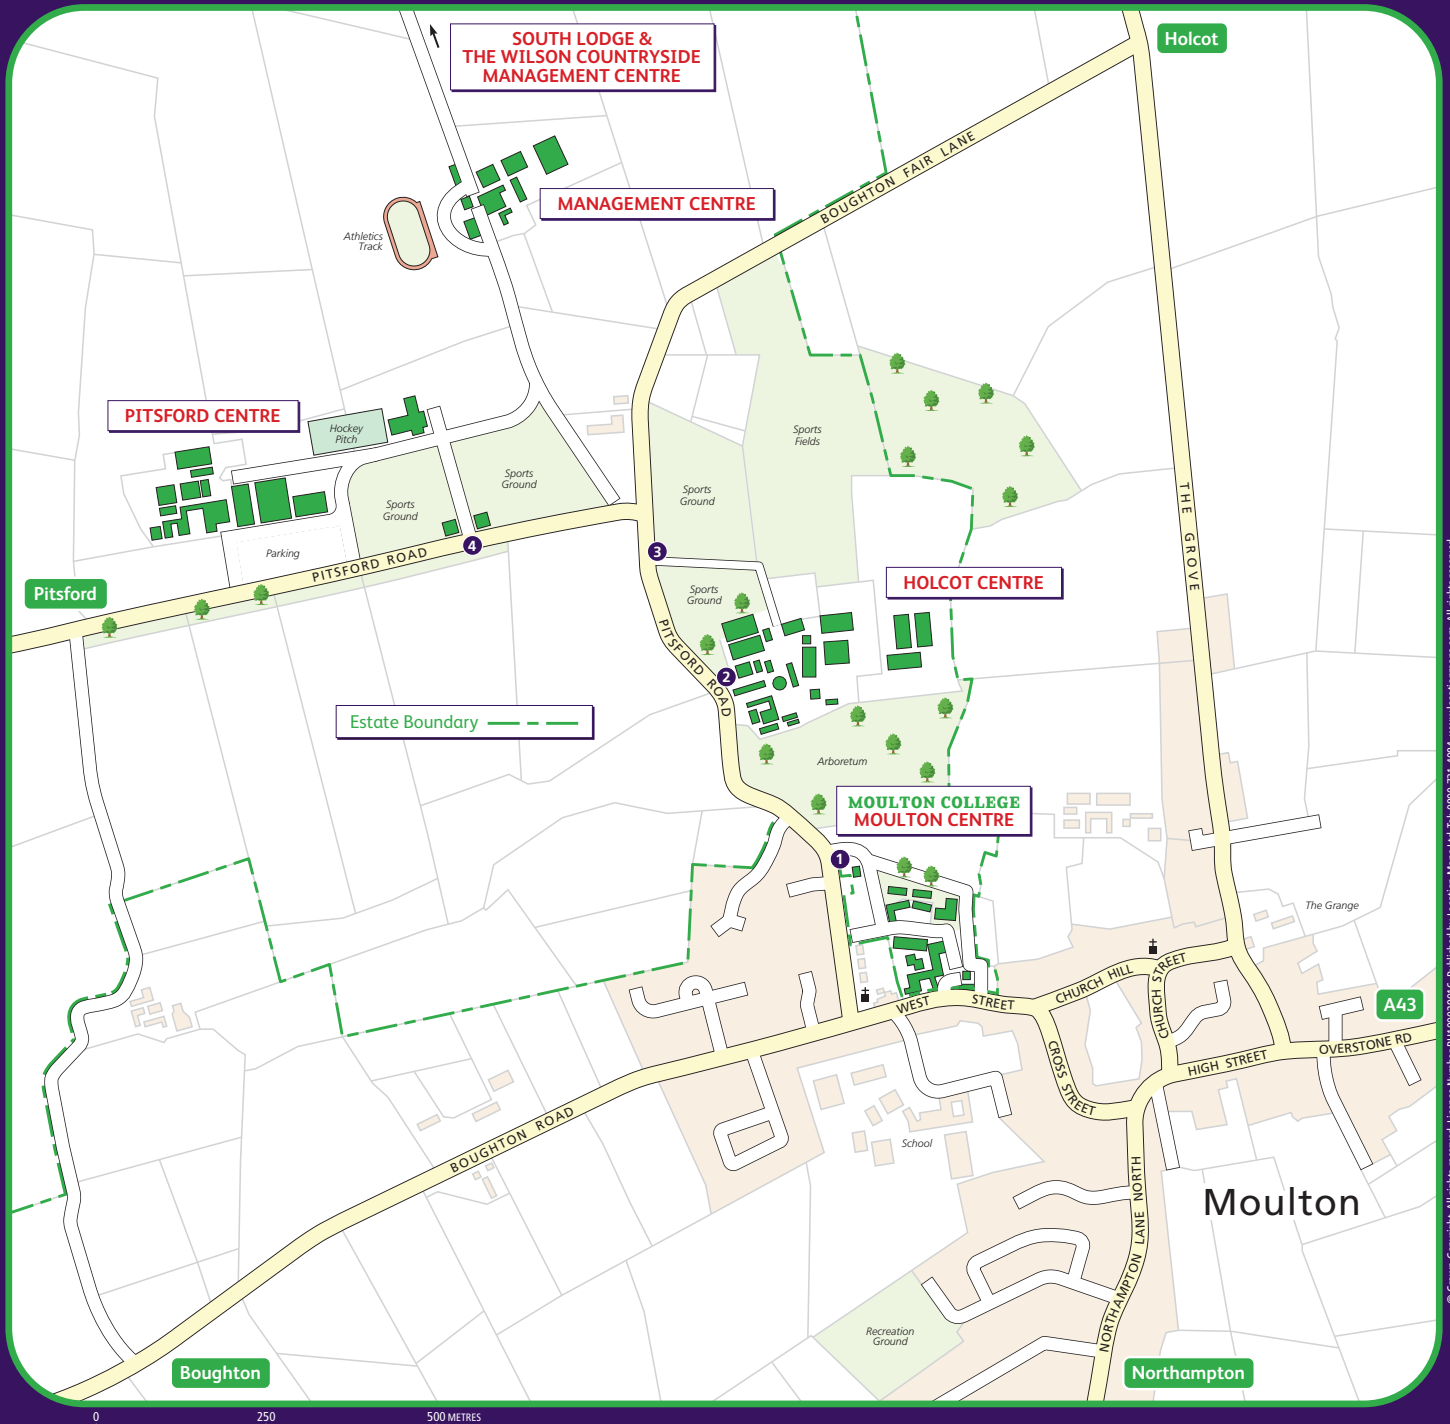 SOUTH LODGE &
THE WILSON COUNTRYSIDE
MANAGEMENT CENTRE
Holcot
BOUGHTON FAIR LANE
MANAGEMENT CENTRE
Athletics
Track
PITSFORD CENTRE
Hockey
Pitch
Sports
Fields
Sports
Ground
Sports
Ground
Sports
Ground
THE GROVE
Parking
PITSFORD ROAD
4
3
Pitsford
Sports
Ground
HOLCOT CENTRE
PITSFORD ROAD
2
Estate Boundary
Arboretum
MOULTON COLLEGE
MOULTON CENTRE
1
The Grange
CHURCH HILL
CHURCH STREET
WEST STREET
A43
CROSS STREET
HIGH STREET
OVERSTONE RD
BOUGHTON ROAD
School
NORTHAMPTON LANE NORTH
Moulton
Recreation
Ground
Boughton
Northampton
0
250
500 METRES